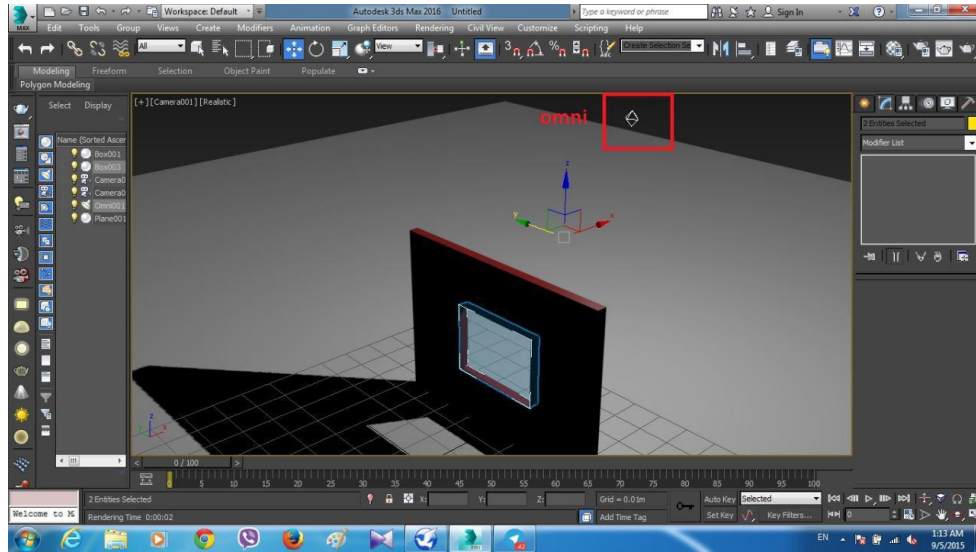 Workspace: Default
Autodesk 3ds Max 2016    Untitled
Type a keyword or phrase
Sign In
MAX
Edit Tools Group Views Create Modifiers Animation Graph Editors Rendering Civil View Customize Scripting Help
All
View
Create Selection Se
Modeling Freeform Selection Object Paint Populate
Polygon Modeling
Select Display
[+][Camera001][Realistic]
omni
2 Entities Selected
Modifier List
Name (Sorted Ascer
Box001
Box003
Camera0
Camera0
Omni001
Plane001
z
y
x
z
0 / 100
0 5 10 15 20 25 30 35 40 45 50 55 60 65 70 75 80 85 90 95 100
2 Entities Selected
X:
Y:
Z:
Grid = 0.01m
Auto Key
Selected
Welcome to M
Rendering Time 0:00:02
Add Time Tag
Set Key
Key Filters...
0
EN
1:13 AM
9/5/2015